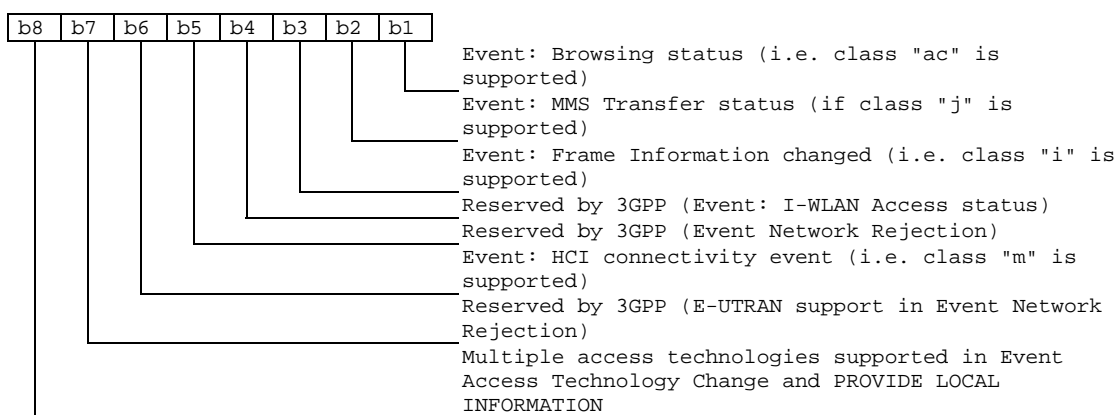 b8 b7 b6 b5 b4 b3 b2 b1
Event: Browsing status (i.e. class "ac" is
supported)
Event: MMS Transfer status (if class "j" is
supported)
Event: Frame Information changed (i.e. class "i" is
supported)
Reserved by 3GPP (Event: I-WLAN Access status)
Reserved by 3GPP (Event Network Rejection)
Event: HCI connectivity event (i.e. class "m" is
supported)
Reserved by 3GPP (E-UTRAN support in Event Network
Rejection)
Multiple access technologies supported in Event
Access Technology Change and PROVIDE LOCAL
INFORMATION